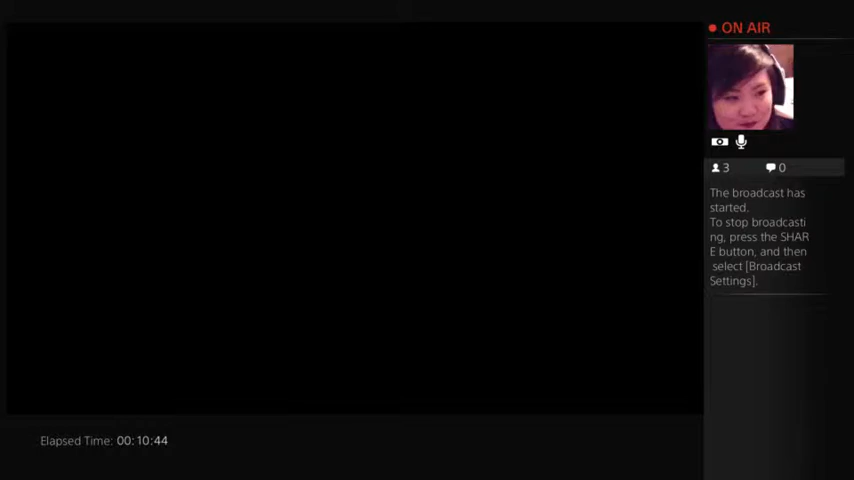 ON AIR
3 0
The broadcast has
started.
To stop broadcasti
ng, press the SHAR
E button, and then
select [Broadcast
Settings].
Elapsed Time: 00:10:44